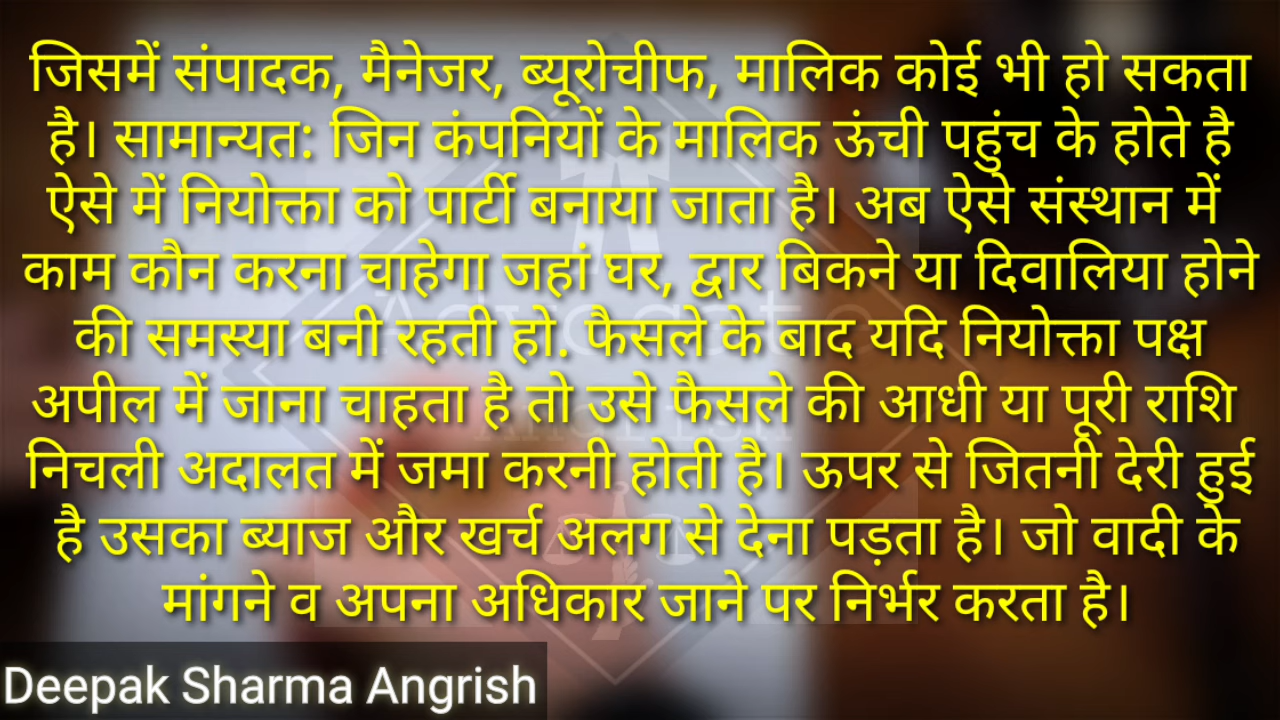 जिसमें संपादक, मैनेजर, ब्यूरोचीफ, मालिक कोई भी हो सकता
है। सामान्यत: जिन कंपनियों के मालिक ऊंची पहुंच के होते है
ऐसे में नियोक्ता को पार्टी बनाया जाता है। अब ऐसे संस्थान में
काम कौन करना चाहेगा जहां घर, द्वार बिकने या दिवालिया होने
की समस्या बनी रहती हो. फैसले के बाद यदि नियोक्ता पक्ष
अपील में जाना चाहता है तो उसे फैसले की आधी या पूरी राशि
निचली अदालत में जमा करनी होती है। ऊपर से जितनी देरी हुई
है उसका ब्याज और खर्च अलग से देना पड़ता है। जो वादी के
मांगने व अपना अधिकार जाने पर निर्भर करता है।
Advocate
Deepak Sharma Angrish